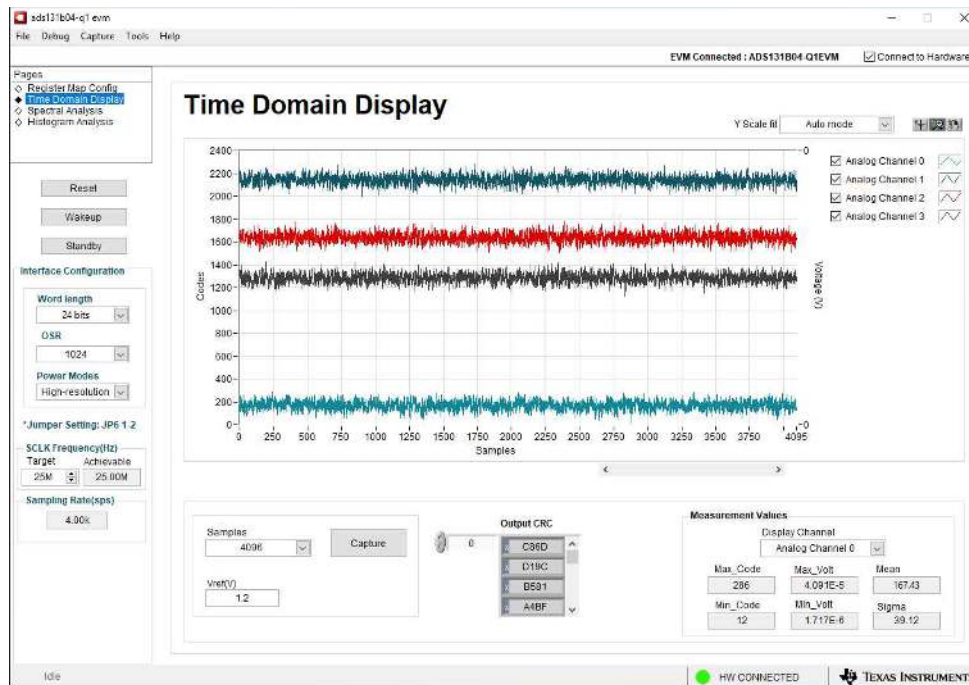 ads131b04-q1 evm
File Debug Capture Tools Help
EVM Connected : ADS131B04-Q1EVM Connect to Hardware
Pages
Register Map Config
Time Domain Display
Spectral Analysis
Histogram Analysis
Reset
Wakeup
Standby
Interface Configuration
Word length
24 bits
OSR
1024
Power Modes
High-resolution
*Jumper Setting: JP6 1-2
SCLK Frequency(Hz)
Target Achievable
25M 25.00M
Sampling Rate(sps)
4.00k
Time Domain Display
Y Scale fit Auto mode
2400
2200
2000
1800
1600
1400
1200
1000
800
600
400
200
0
Codes
0 250 500 750 1000 1250 1500 1750 2000 2250 2500 2750 3000 3250 3500 3750 4095
Samples
0
Voltage (V)
0
Analog Channel 0
Analog Channel 1
Analog Channel 2
Analog Channel 3
Samples
4096
Capture
Vref(V)
1.2
Output CRC
0
C86D
D19C
B581
A4BF
Measurement Values
Display Channel
Analog Channel 0
Max_Code Max_Volt Mean
286 4.091E-5 167.43
Min_Code Min_Volt Sigma
12 1.717E-6 39.12
Idle
HW CONNECTED
TEXAS INSTRUMENTS